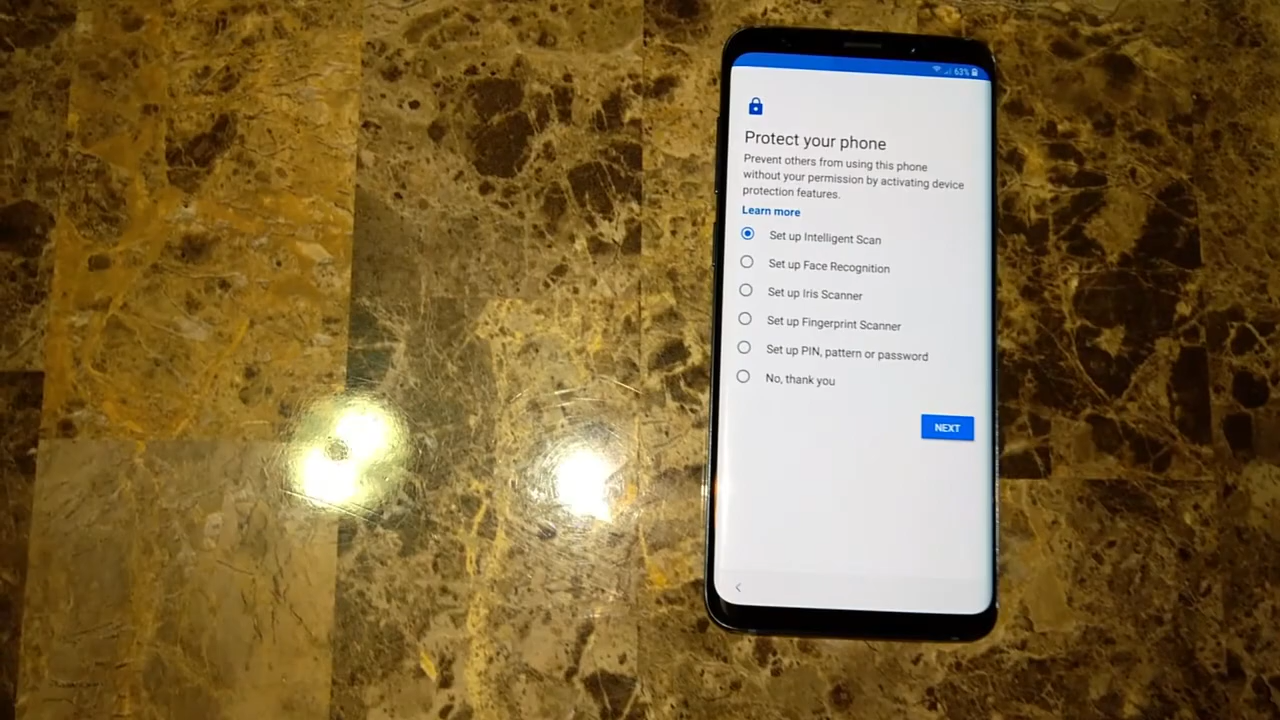 63%
Protect your phone
Prevent others from using this phone
without your permission by activating device
protection features.
Learn more
Set up Intelligent Scan
Set up Face Recognition
Set up Iris Scanner
Set up Fingerprint Scanner
Set up PIN, pattern or password
No, thank you
NEXT